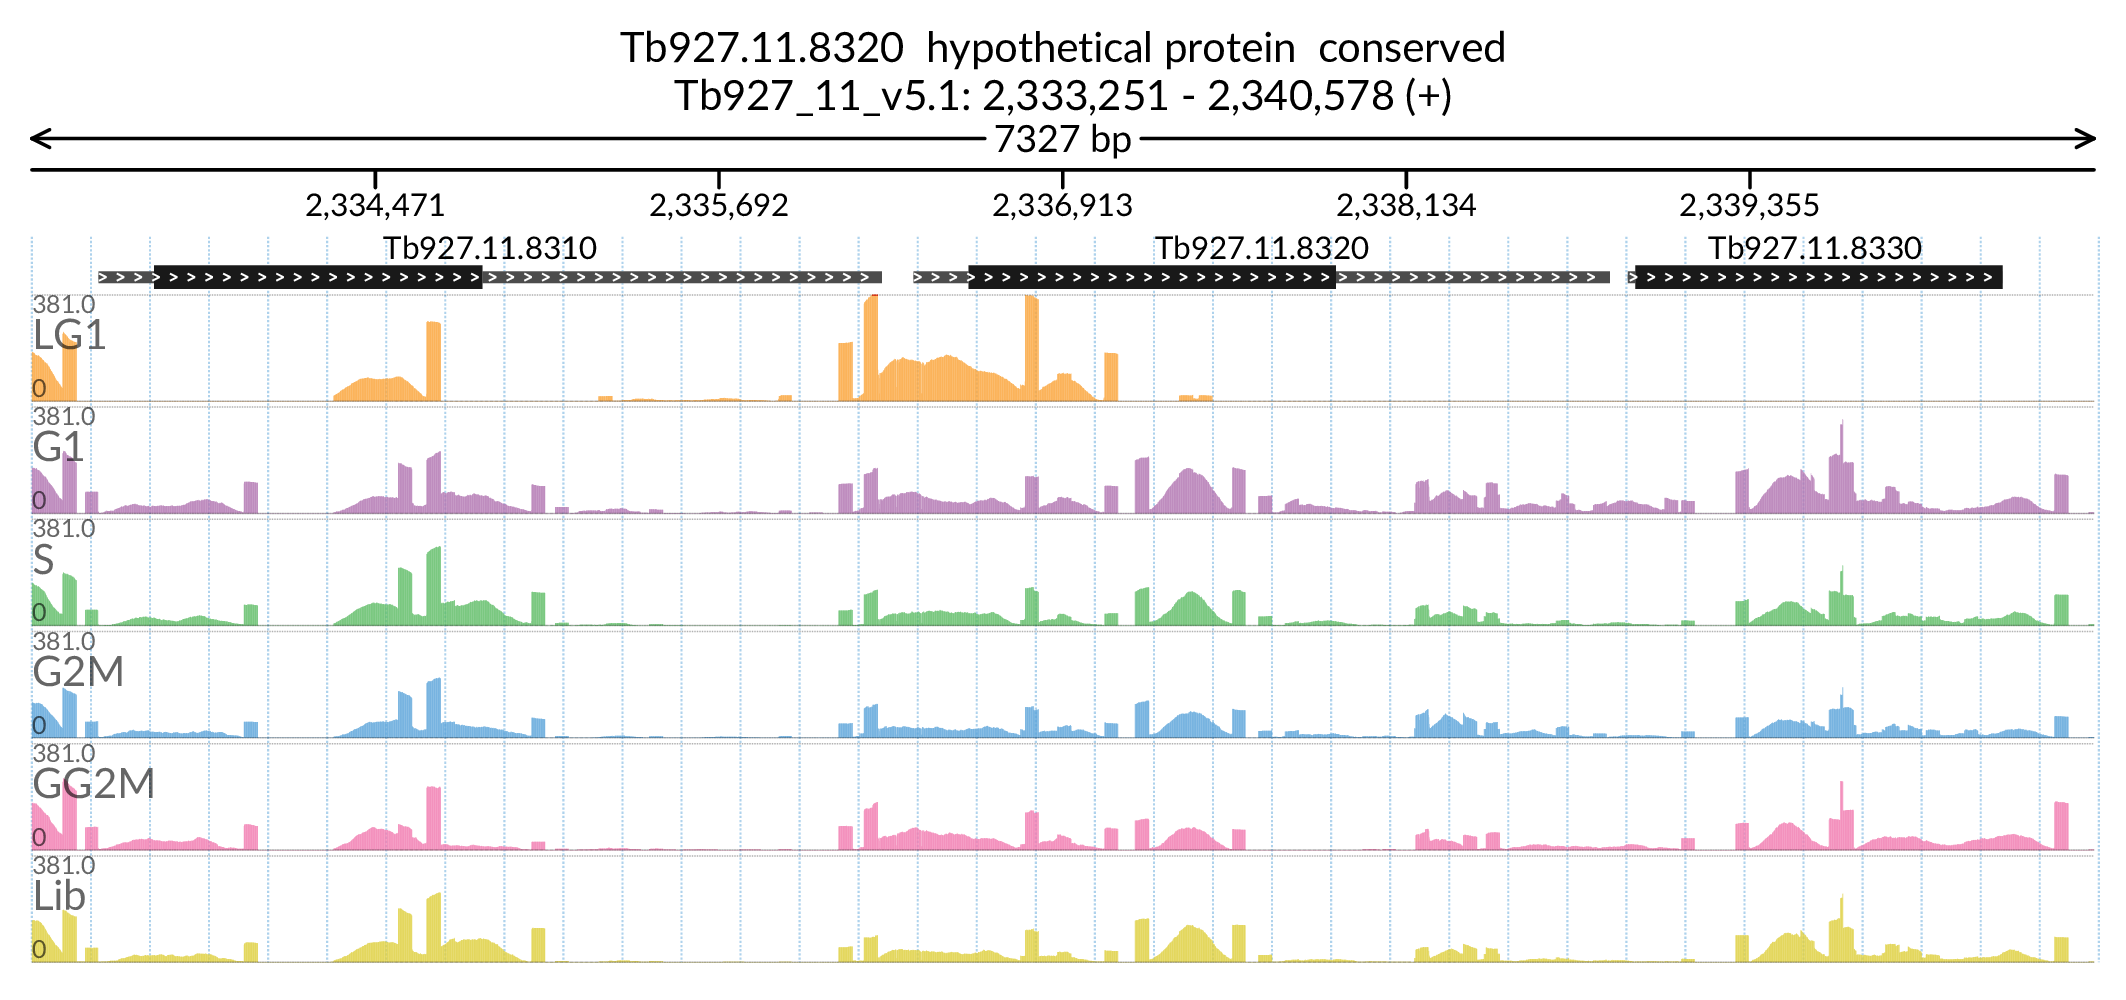 Tb927.11.8320  hypothetical protein  conserved
Tb927_11_v5.1: 2,333,251 - 2,340,578 (+)
7327 bp
2,334,471 2,335,692 2,336,913 2,338,134 2,339,355
Tb927.11.8310 Tb927.11.8320 Tb927.11.8330
381.0
LG1
0
381.0
G1
0
381.0
S
0
381.0
G2M
0
381.0
GG2M
0
381.0
Lib
0